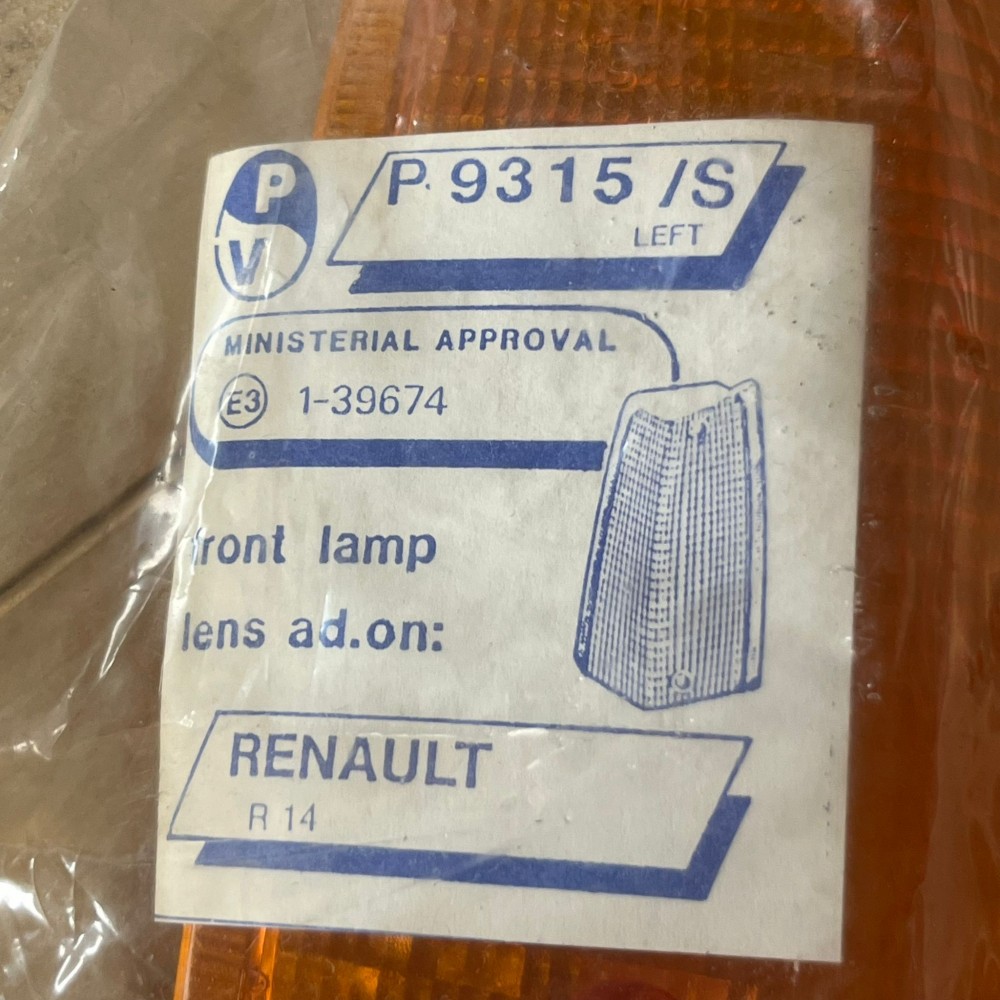 P V
P. 9315 /S
LEFT
MINISTERIAL APPROVAL
E3 1-39674
front lamp
lens ad.on:
RENAULT
R 14